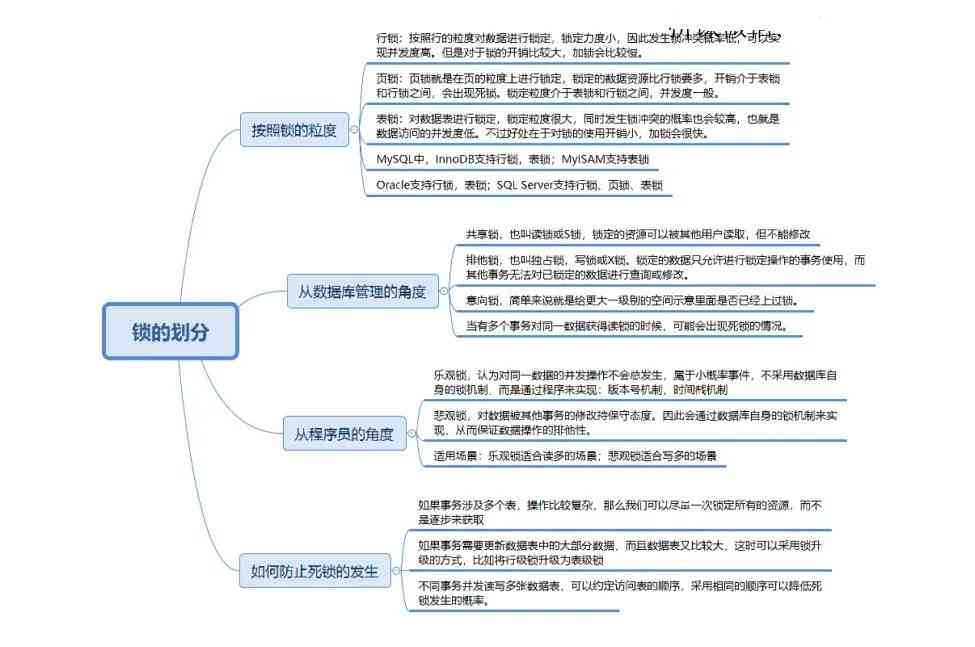 锁的划分
按照锁的粒度
行锁：按照行的粒度对数据进行锁定，锁定力度小，因此发生锁冲突概率低，可以实
现并发度高。但是对于锁的开销比较大，加锁会比较慢。
页锁：页锁就是在页的粒度上进行锁定，锁定的数据资源比行锁要多，开销介于表锁
和行锁之间，会出现死锁。锁定粒度介于表锁和行锁之间，并发度一般。
表锁：对数据表进行锁定，锁定粒度很大，同时发生锁冲突的概率也会较高，也就是
数据访问的并发度低。不过好处在于对锁的使用开销小，加锁会很快。
MySQL中，InnoDB支持行锁，表锁；MyISAM支持表锁
Oracle支持行锁，表锁；SQL Server支持行锁、页锁、表锁
从数据库管理的角度
共享锁，也叫读锁或S锁，锁定的资源可以被其他用户读取，但不能修改
排他锁，也叫独占锁，写锁或X锁。锁定的数据只允许进行锁定操作的事务使用，而
其他事务无法对已锁定的数据进行查询或修改。
意向锁，简单来说就是给更大一级别的空间示意里面是否已经上过锁。
当有多个事务对同一数据获得读锁的时候，可能会出现死锁的情况。
从程序员的角度
乐观锁，认为对同一数据的并发操作不会总发生，属于小概率事件，不采用数据库自
身的锁机制，而是通过程序来实现：版本号机制，时间戏机制
悲观锁，对数据被其他事务的修改持保守态度。因此会通过数据库自身的锁机制来实
现，从而保证数据操作的排他性。
适用场景：乐观锁适合读多的场景；悲观锁适合写多的场景
如何防止死锁的发生
如果事务涉及多个表，操作比较复杂，那么我们可以尽量一次锁定所有的资源，而不
是逐步来获取
如果事务需要更新数据表中的大部分数据，而且数据表又比较大，这时可以采用锁升
级的方式，比如将行级锁升级为表级锁
不同事务并发读写多张数据表，可以约定访问表的顺序，采用相同的顺序可以降低死
锁发生的概率。